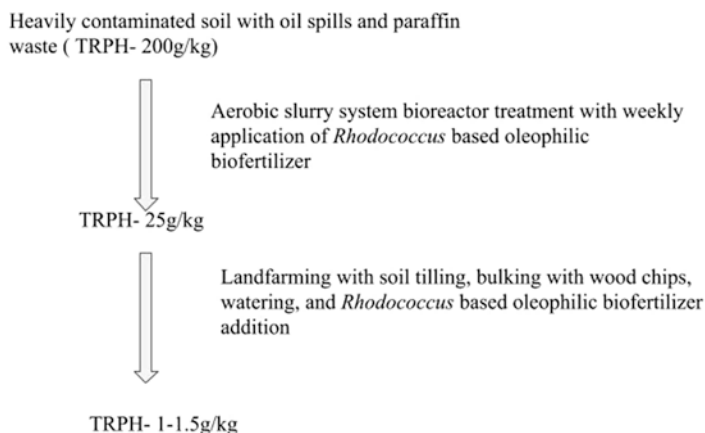 Heavily contaminated soil with oil spills and paraffin
waste ( TRPH- 200g/kg)
Aerobic slurry system bioreactor treatment with weekly
application of Rhodococcus based oleophilic
biofertilizer
TRPH- 25g/kg
Landfarming with soil tilling, bulking with wood chips,
watering, and Rhodococcus based oleophilic biofertilizer
addition
TRPH- 1-1.5g/kg